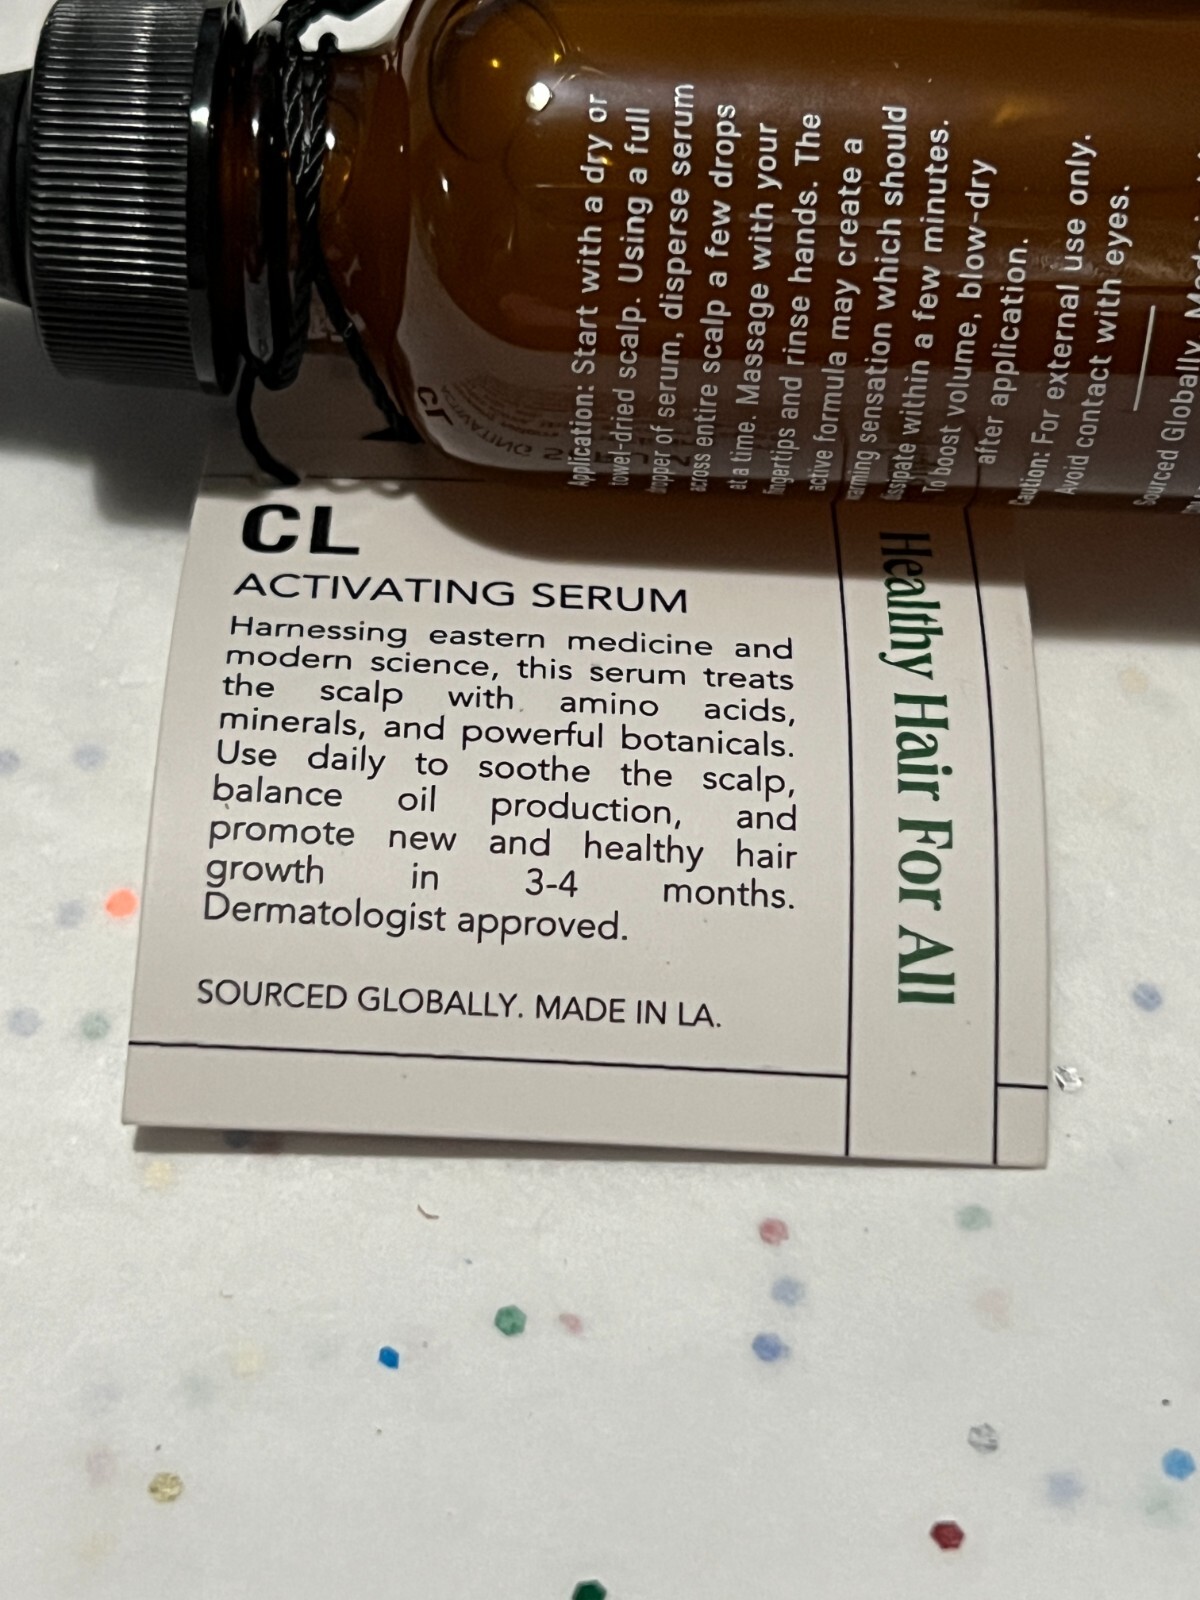 CL
ACTIVATING SERUM
Harnessing eastern medicine and
modern science, this serum treats
the scalp with amino acids,
minerals, and powerful botanicals.
Use daily to soothe the scalp,
balance oil production, and
promote new and healthy hair
growth in 3-4 months.
Dermatologist approved.
SOURCED GLOBALLY. MADE IN LA.
Healthy Hair For All
Application: Start with a dry or
towel-dried scalp. Using a full
dropper of serum, disperse serum
across entire scalp a few drops
at a time. Massage with your
fingertips and rinse hands. The
active formula may create a
warming sensation which should
dissipate within a few minutes.
To boost volume, blow-dry
after application.
Caution: For external use only.
Avoid contact with eyes.
Sourced Globally.
CL